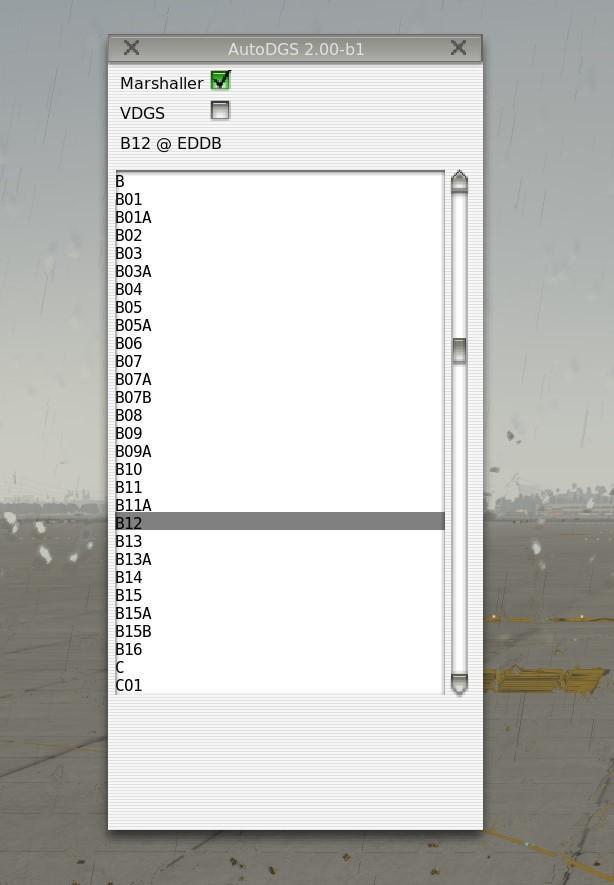 AutoDGS 2.00-b1
Marshaller
VDGS
B12 @ EDDB
B
B01
B01A
B02
B03
B03A
B04
B05
B05A
B06
B07
B07A
B07B
B08
B09
B09A
B10
B11
B11A
B12
B13
B13A
B14
B15
B15A
B15B
B16
C
C01